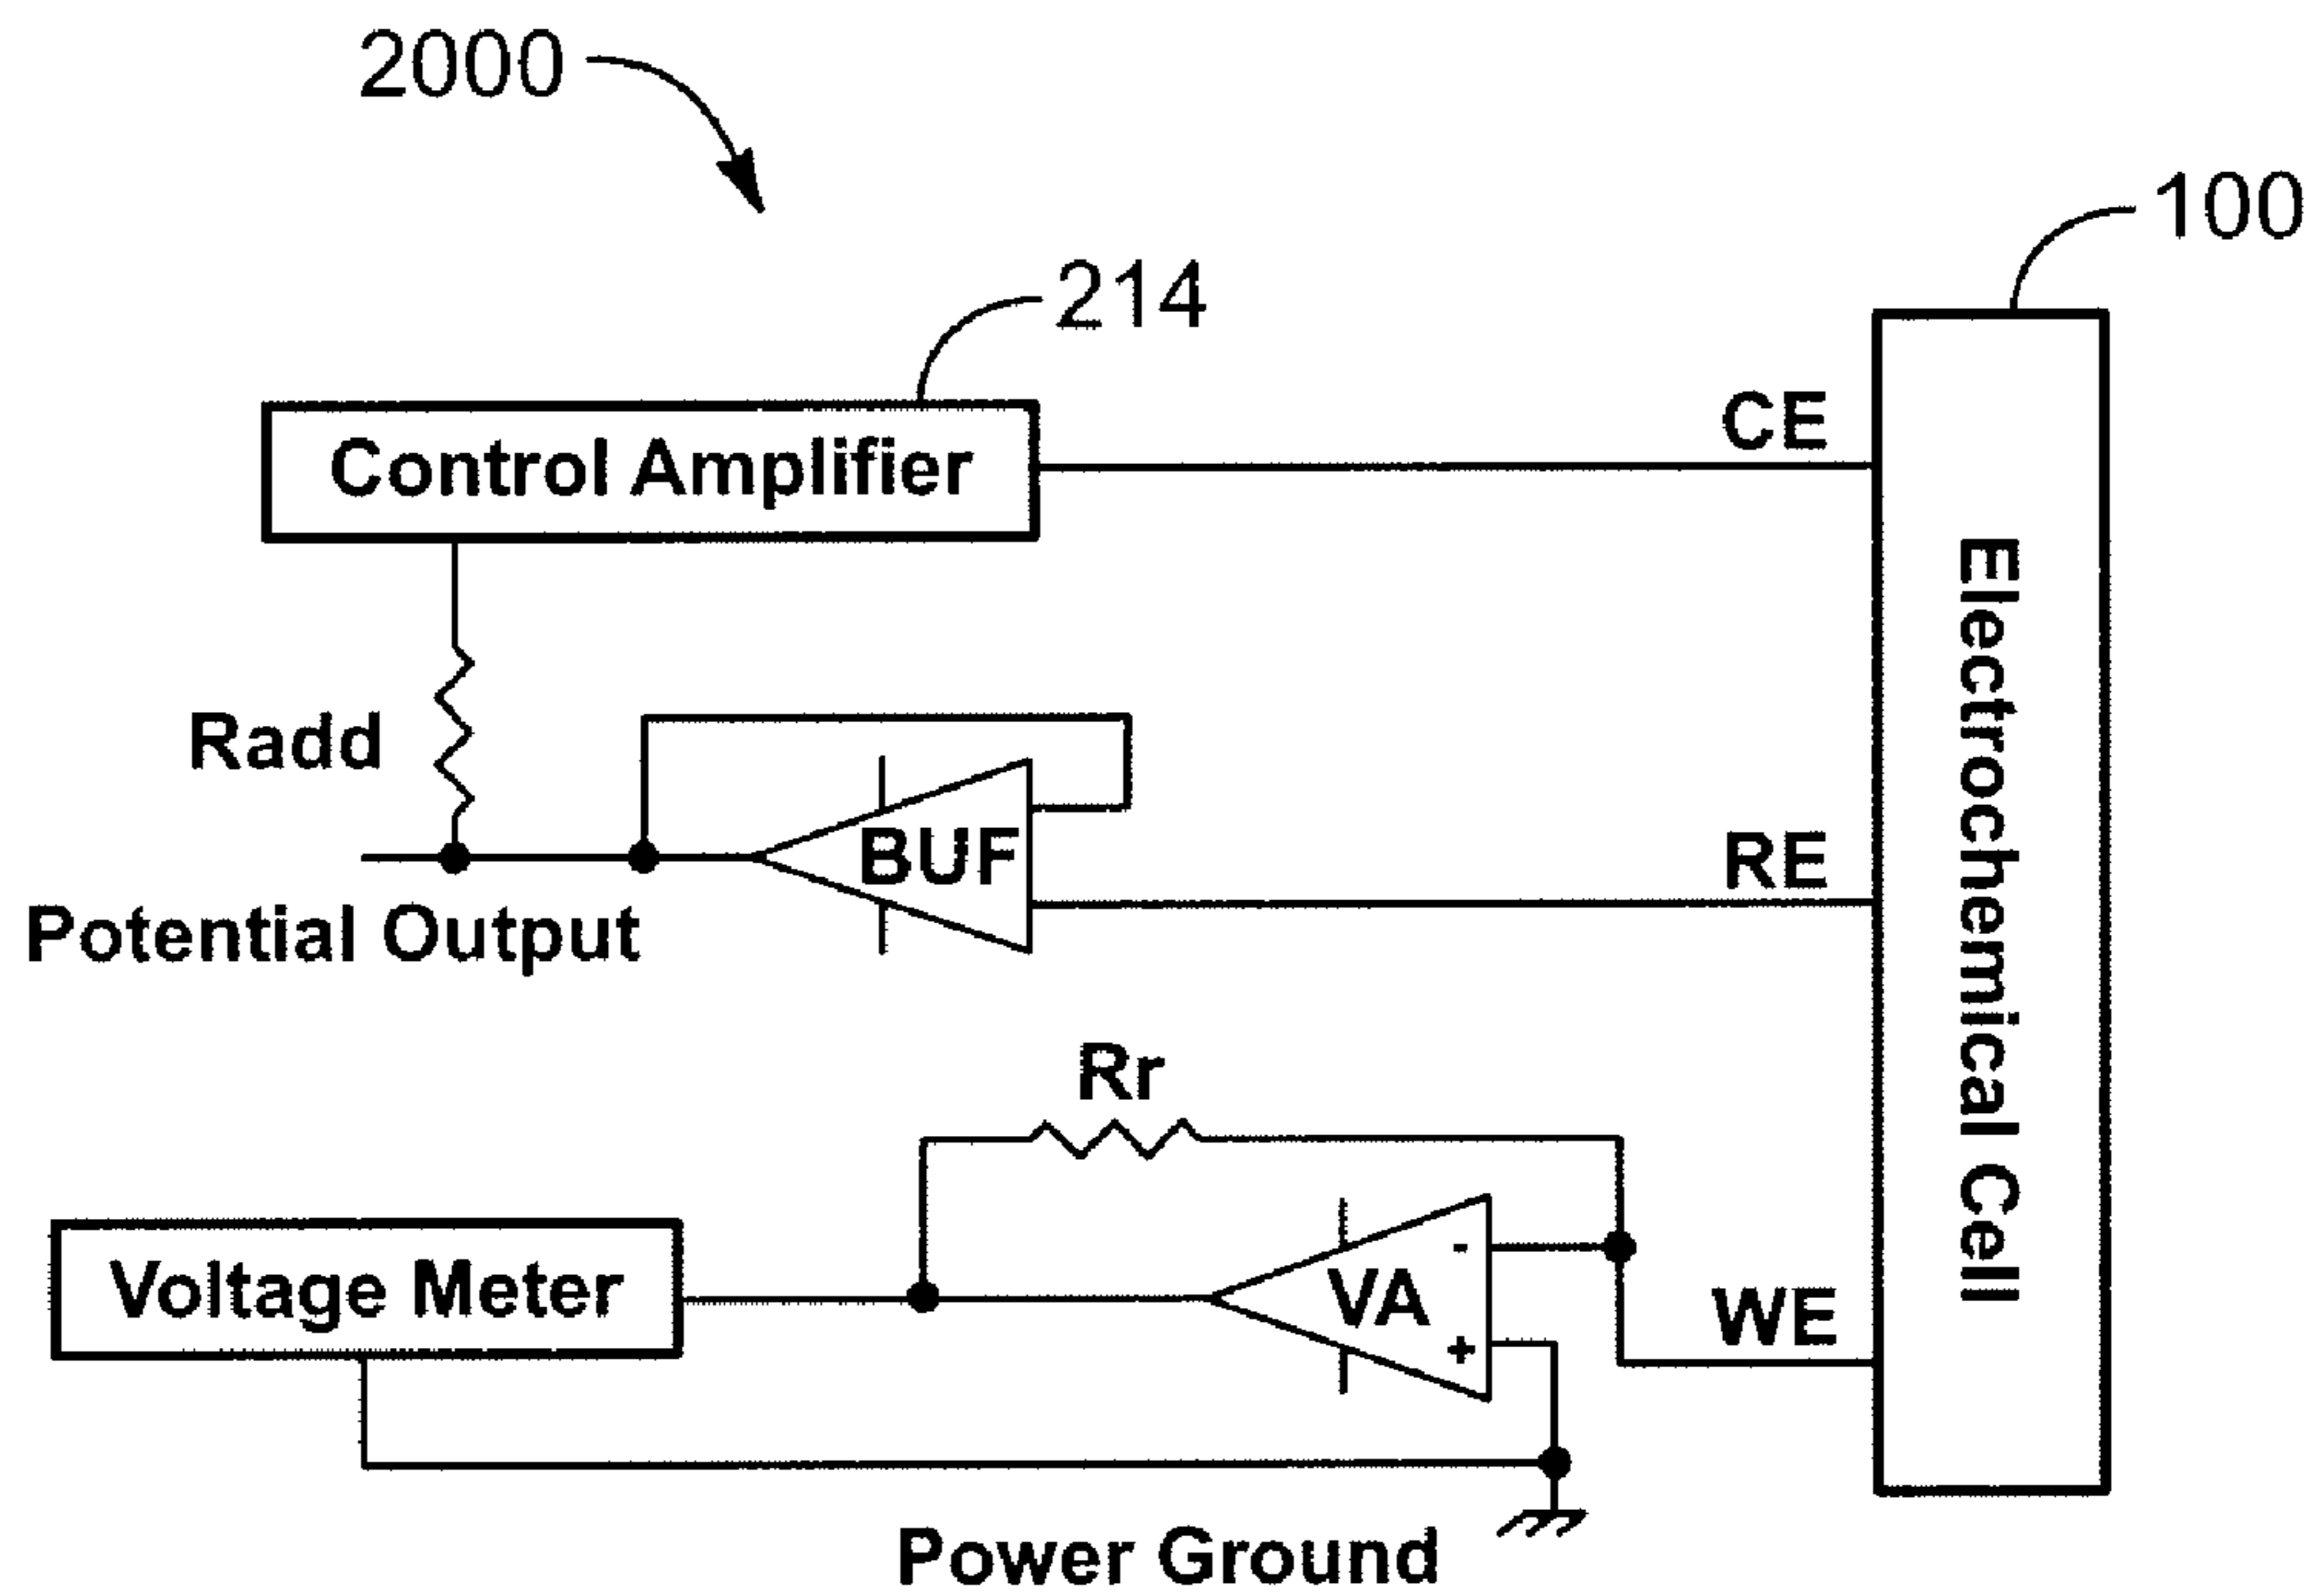 2000
100
214
CE
Control Amplifier
Electrochemical Cell
Radd
BUF
RE
Potential Output
Rr
-
Voltage Meter
VA
WE
+
Power Ground